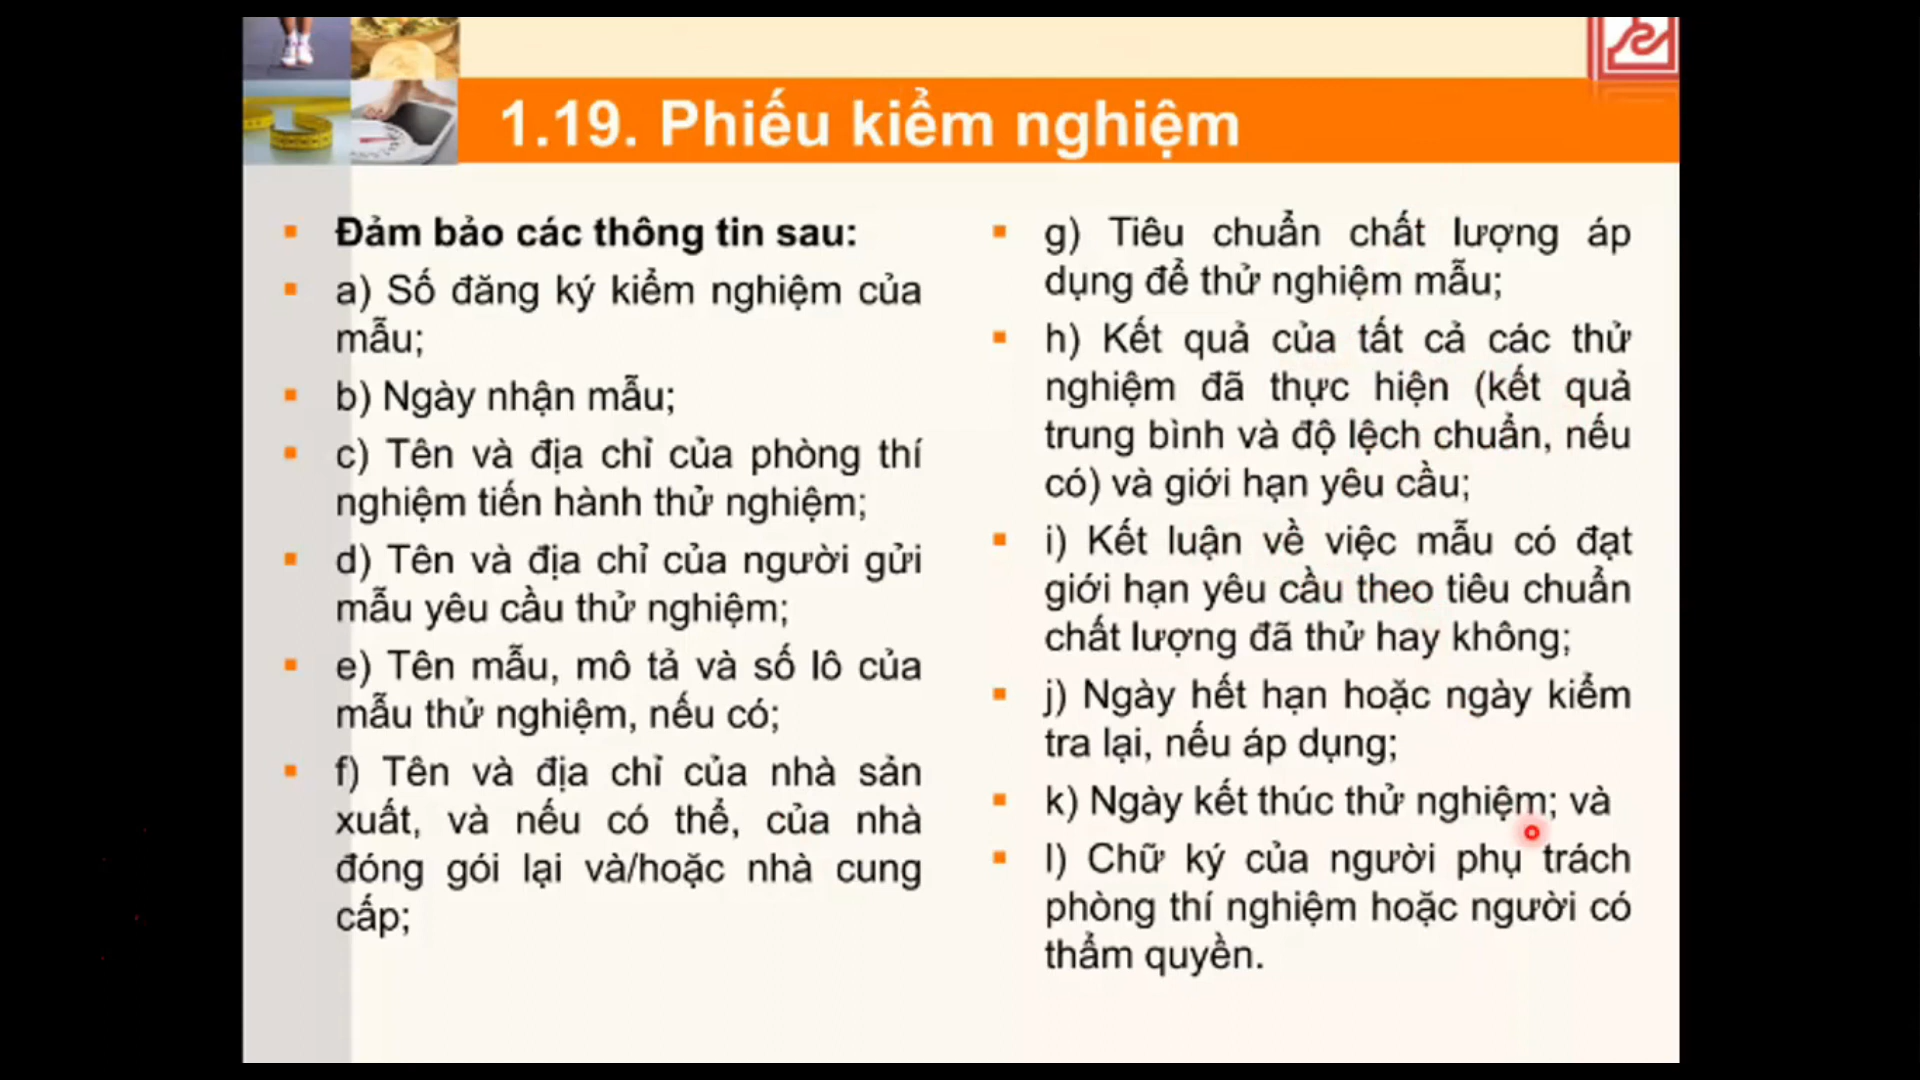 1.19. Phiếu kiểm nghiệm
Đảm bảo các thông tin sau:
a) Số đăng ký kiểm nghiệm của
mẫu;
b) Ngày nhận mẫu;
c) Tên và địa chỉ của phòng thí
nghiệm tiến hành thử nghiệm;
d) Tên và địa chỉ của người gửi
mẫu yêu cầu thử nghiệm;
e) Tên mẫu, mô tả và số lô của
mẫu thử nghiệm, nếu có;
f) Tên và địa chỉ của nhà sản
xuất, và nếu có thể, của nhà
đóng gói lại và/hoặc nhà cung
cấp;
g) Tiêu chuẩn chất lượng áp
dụng để thử nghiệm mẫu;
h) Kết quả của tất cả các thử
nghiệm đã thực hiện (kết quả
trung bình và độ lệch chuẩn, nếu
có) và giới hạn yêu cầu;
i) Kết luận về việc mẫu có đạt
giới hạn yêu cầu theo tiêu chuẩn
chất lượng đã thử hay không;
j) Ngày hết hạn hoặc ngày kiểm
tra lại, nếu áp dụng;
k) Ngày kết thúc thử nghiệm; và
l) Chữ ký của người phụ trách
phòng thí nghiệm hoặc người có
thẩm quyền.